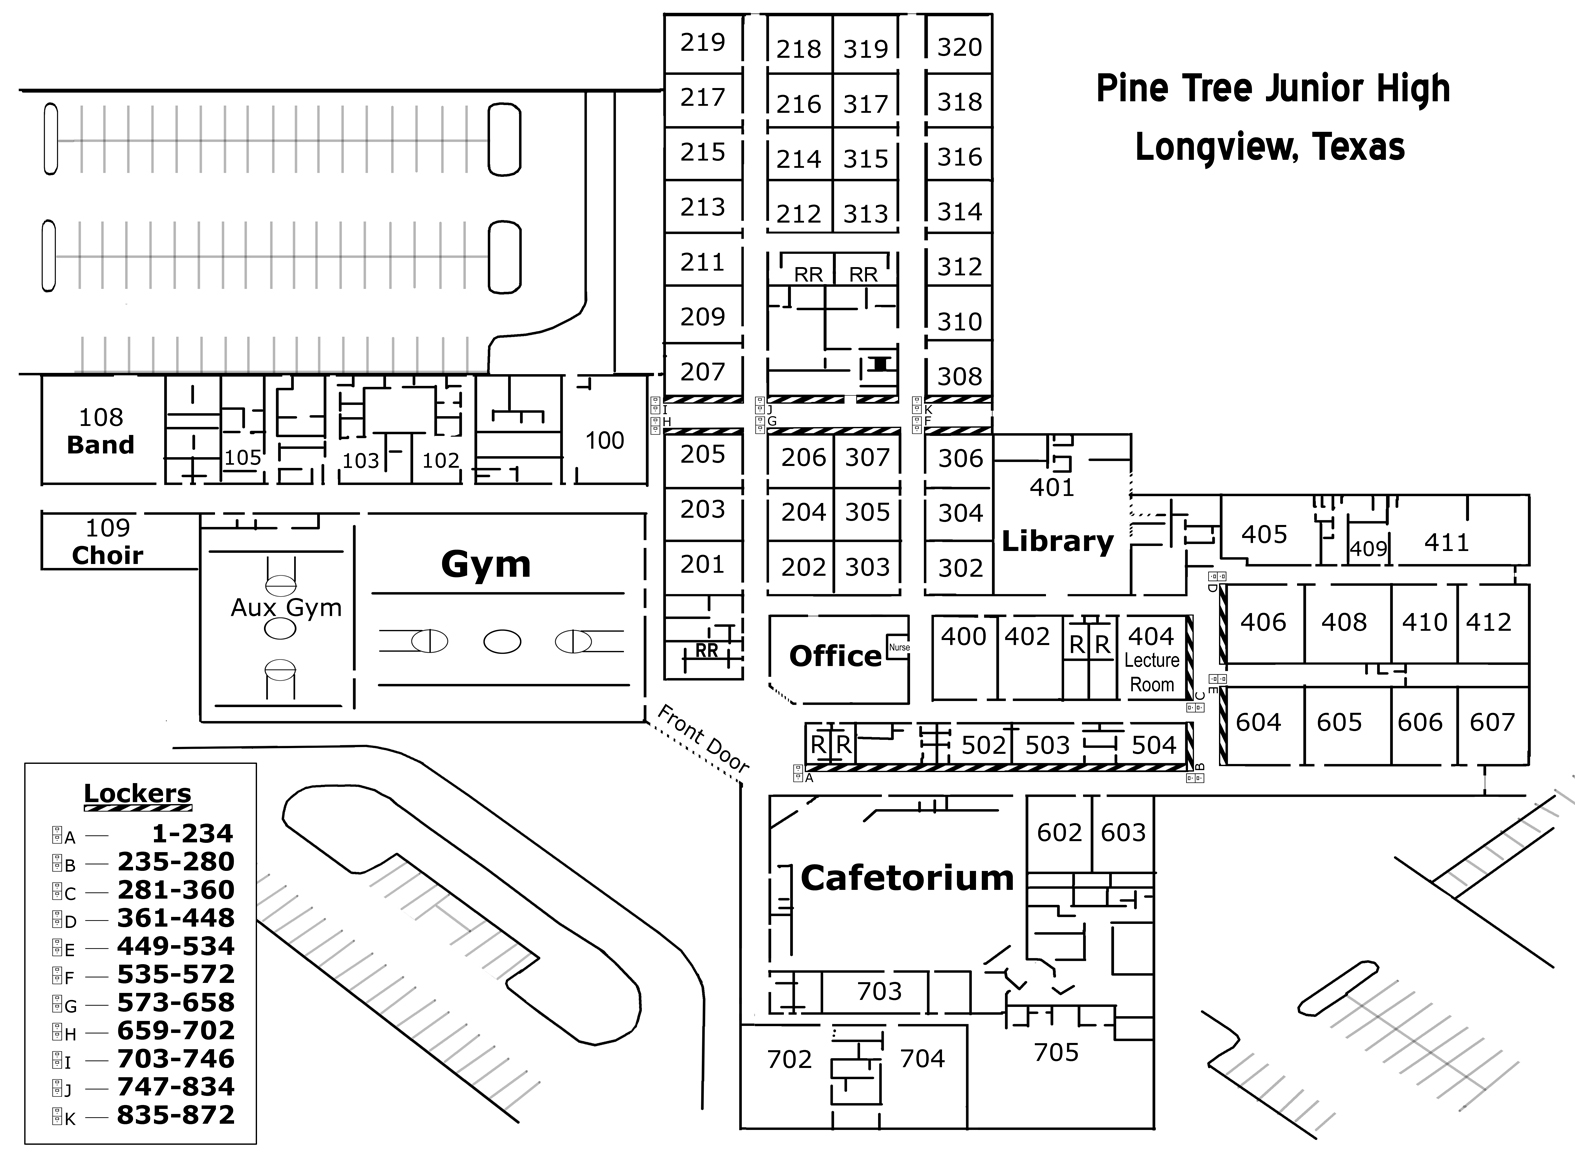 Pine Tree Junior High
Longview, Texas
219
218
319
320
217
216
317
318
215
214
315
316
213
212
313
314
211
RR
RR
312
209
310
207
308
I
J
K
H
G
F
108
Band
105
103
102
100
205
206
307
306
203
204
305
304
201
202
303
302
401
Library
405
409
411
109
Choir
Gym
Aux Gym
RR
D
406
408
410
412
Office
Nurse
400
402
R
R
404
Lecture
Room
C
E
604
605
606
607
Front Door
R
R
502
503
504
A
B
602
603
Cafetorium
703
702
704
705
Lockers
A — 1-234
B — 235-280
C — 281-360
D — 361-448
E — 449-534
F — 535-572
G — 573-658
H — 659-702
I — 703-746
J — 747-834
K — 835-872